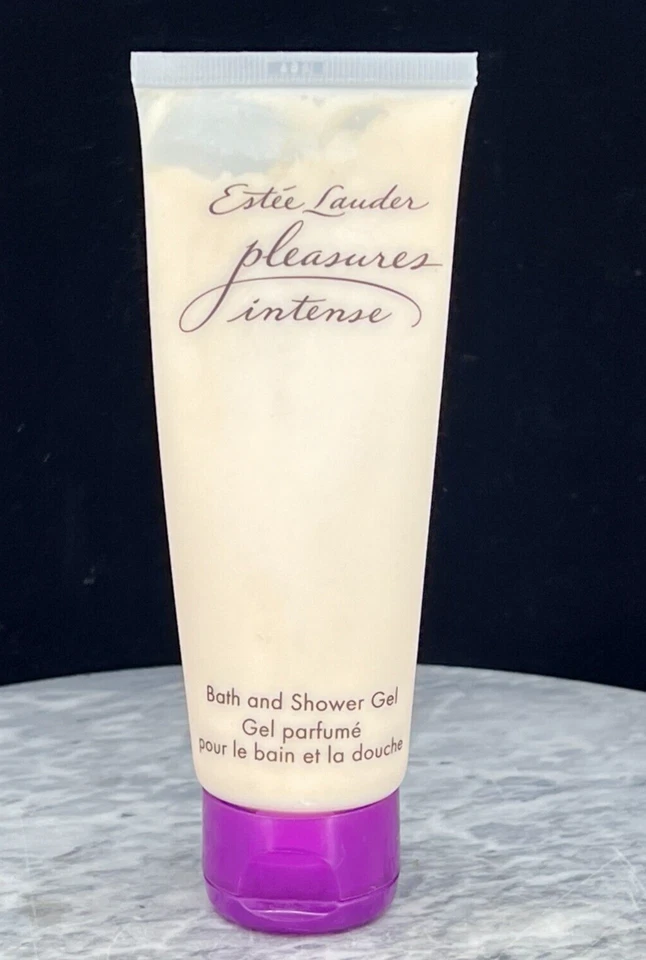 Estée Lauder
pleasures
intense
Bath and Shower Gel
Gel parfumé
pour le bain et la douche